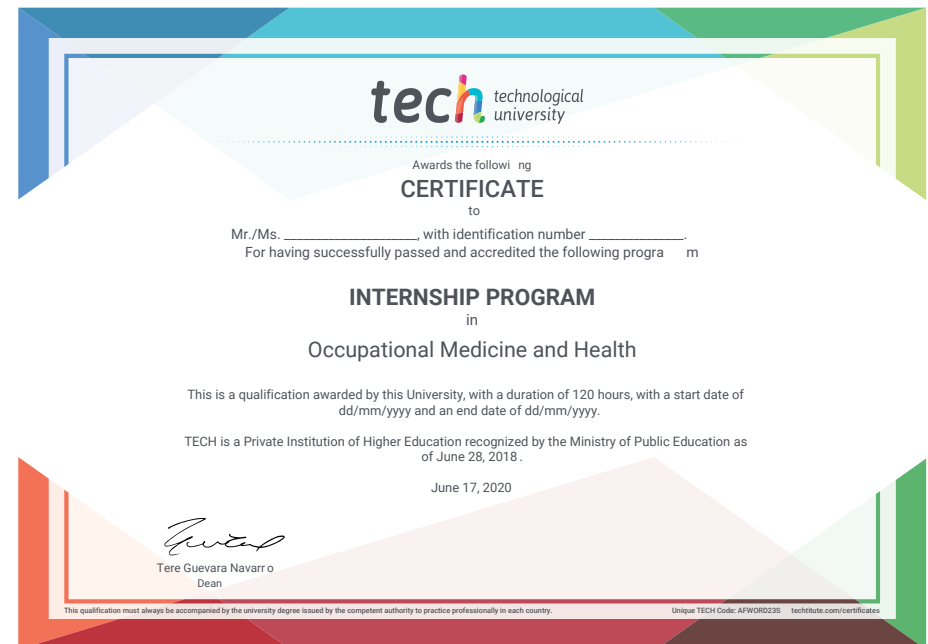 tech technological
university
Awards the followi ng
CERTIFICATE
to
Mr./Ms. ___________________, with identification number ______________.
For having successfully passed and accredited the following progra m
INTERNSHIP PROGRAM
in
Occupational Medicine and Health
This is a qualification awarded by this University, with a duration of 120 hours, with a start date of
dd/mm/yyyy and an end date of dd/mm/yyyy.
TECH is a Private Institution of Higher Education recognized by the Ministry of Public Education as
of June 28, 2018 .
June 17, 2020
Tere Guevara Navarr o
Dean
This qualification must always be accompanied by the university degree issued by the competent authority to practice professionally in each country.
Unique TECH Code: AFWORD23S techtitute.com/certificates